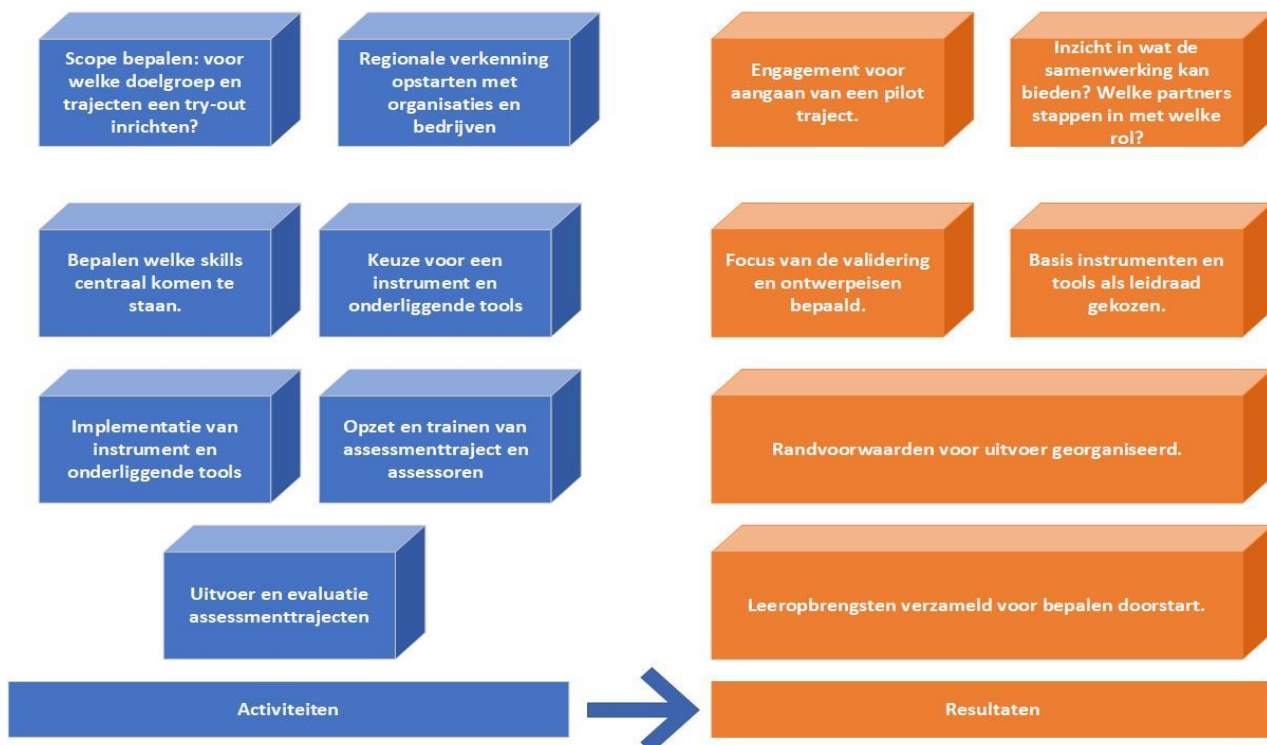 Scope bepalen: voor
welke doelgroep en
trajecten een try-out
inrichten?
Regionale verkenning
opstarten met
organisaties en
bedrijven
Engagement voor
aangaan van een pilot
traject.
Inzicht in wat de
samenwerking kan
bieden? Welke partners
stappen in met welke
rol?
Bepalen welke skills
centraal komen te
staan.
Keuze voor een
instrument en
onderliggende tools
Focus van de validering
en ontwerpeisen
bepaald.
Basis instrumenten en
tools als leidraad
gekozen.
Implementatie van
instrument en
onderliggende tools
Opzet en trainen van
assessmenttraject en
assessoren
Randvoorwaarden voor uitvoer georganiseerd.
Uitvoer en evaluatie
assessmenttrajecten
Leeropbrengsten verzameld voor bepalen doorstart.
Activiteiten
Resultaten